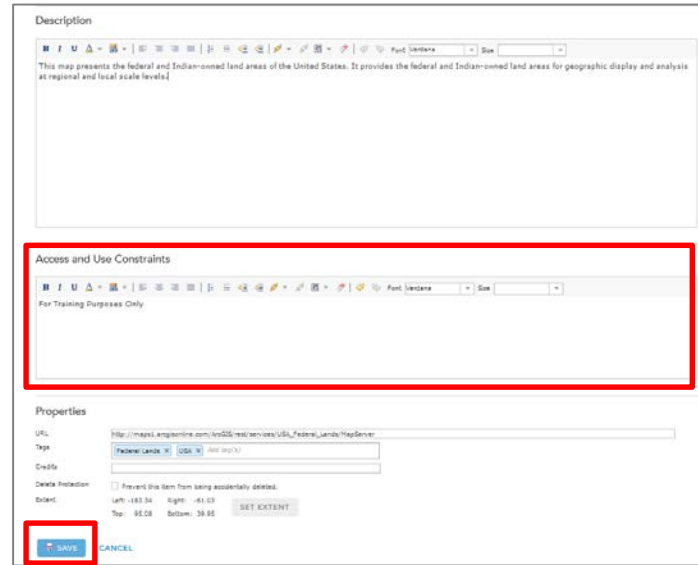 Description
B I U A Font Verdana Size
This map presents the federal and Indian-owned land areas of the United States. It provides the federal and Indian-owned land areas for geographic display and analysis
at regional and local scale levels.
Access and Use Constraints
B I U A Font Verdana Size
For Training Purposes Only
Properties
URL http://maps1.arcgisonline.com/ArcGIS/rest/services/USA_Federal_Lands/MapServer
Tags Federal Lands × USA × Add tag(s)
Credits
Delete Protection Prevent this item from being accidentally deleted.
Extent Left: -183.34 Right: -61.03
Top: 95.08 Bottom: 39.95 SET EXTENT
SAVE CANCEL